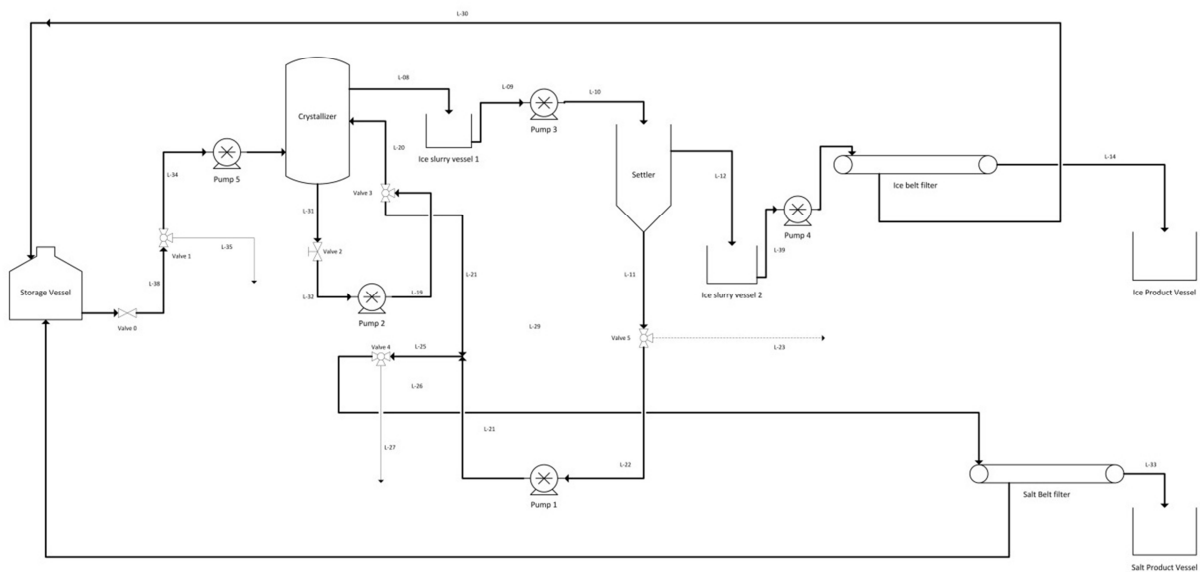 L-30
L-08
L-09
L-10
Crystallizer
Pump 3
Ice slurry vessel 1
L-20
L-34
Pump 5
Valve 3
Settler
L-12
L-14
Ice belt filter
L-31
Pump 4
L-35
Valve 1
Valve 2
L-39
L-38
L-21
L-11
Storage Vessel
L-32
L-19
Ice slurry vessel 2
Ice Product Vessel
Pump 2
Valve 0
L-29
Valve 5
L-23
Valve 4
L-25
L-26
L-21
L-27
L-22
L-33
Pump 1
Salt Belt filter
Salt Product Vessel